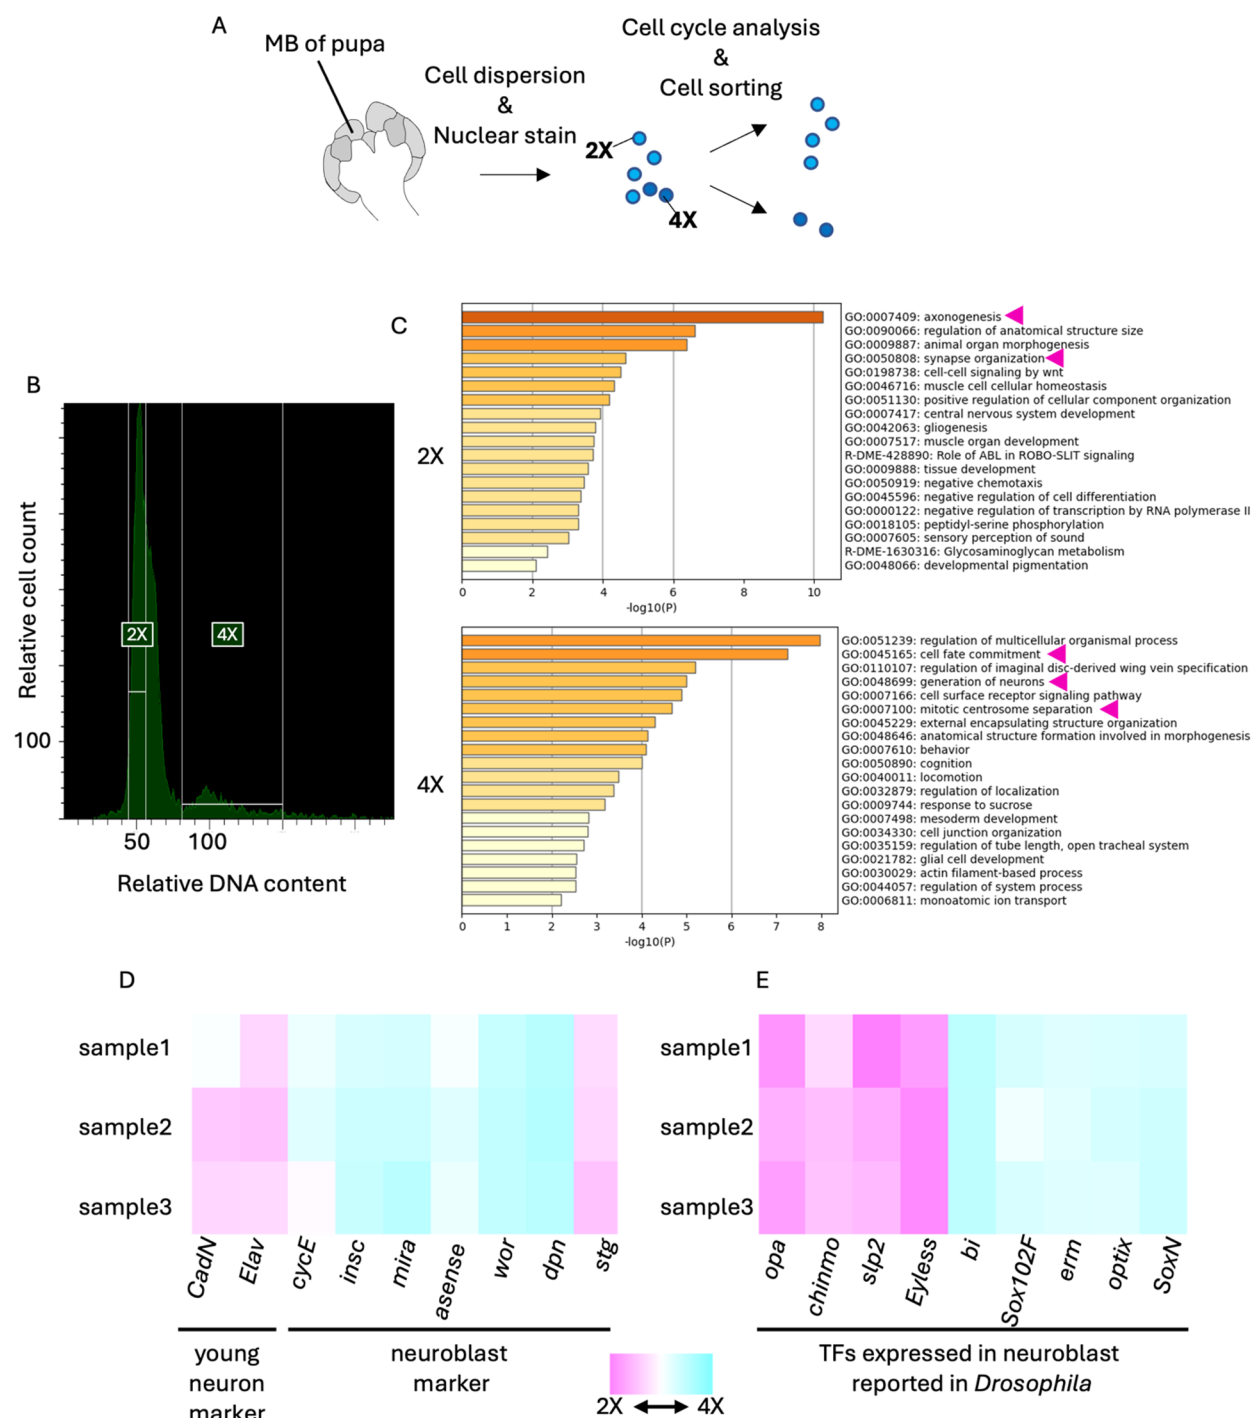 A
MB of pupa
Cell dispersion
&
Nuclear stain
Cell cycle analysis
&
Cell sorting
2X
4X
B
Relative cell count
100
2X
4X
50
100
Relative DNA content
C
2X
GO:0007409: axonogenesis
GO:0090066: regulation of anatomical structure size
GO:0009887: animal organ morphogenesis
GO:0050808: synapse organization
GO:0198738: cell-cell signaling by wnt
GO:0046716: muscle cell cellular homeostasis
GO:0051130: positive regulation of cellular component organization
GO:0007417: central nervous system development
GO:0042063: gliogenesis
GO:0007517: muscle organ development
R-DME-428890: Role of ABL in ROBO-SLIT signaling
GO:0009888: tissue development
GO:0050919: negative chemotaxis
GO:0045596: negative regulation of cell differentiation
GO:0000122: negative regulation of transcription by RNA polymerase II
GO:0018105: peptidyl-serine phosphorylation
GO:0007605: sensory perception of sound
R-DME-1630316: Glycosaminoglycan metabolism
GO:0048066: developmental pigmentation
0 2 4 6 8 10
-log10(P)
4X
GO:0051239: regulation of multicellular organismal process
GO:0045165: cell fate commitment
GO:0110107: regulation of imaginal disc-derived wing vein specification
GO:0048699: generation of neurons
GO:0007166: cell surface receptor signaling pathway
GO:0007100: mitotic centrosome separation
GO:0045229: external encapsulating structure organization
GO:0048646: anatomical structure formation involved in morphogenesis
GO:0007610: behavior
GO:0050890: cognition
GO:0040011: locomotion
GO:0032879: regulation of localization
GO:0009744: response to sucrose
GO:0007498: mesoderm development
GO:0034330: cell junction organization
GO:0035159: regulation of tube length, open tracheal system
GO:0021782: glial cell development
GO:0030029: actin filament-based process
GO:0044057: regulation of system process
GO:0006811: monoatomic ion transport
0 1 2 3 4 5 6 7 8
-log10(P)
D
sample1
sample2
sample3
CadN
Elav
cycE
insc
mira
asense
wor
dpn
stg
young
neuron
marker
neuroblast
marker
2X
4X
E
sample1
sample2
sample3
opa
chinmo
slp2
Eyless
bi
Sox102F
erm
optix
SoxN
TFs expressed in neuroblast
reported in Drosophila